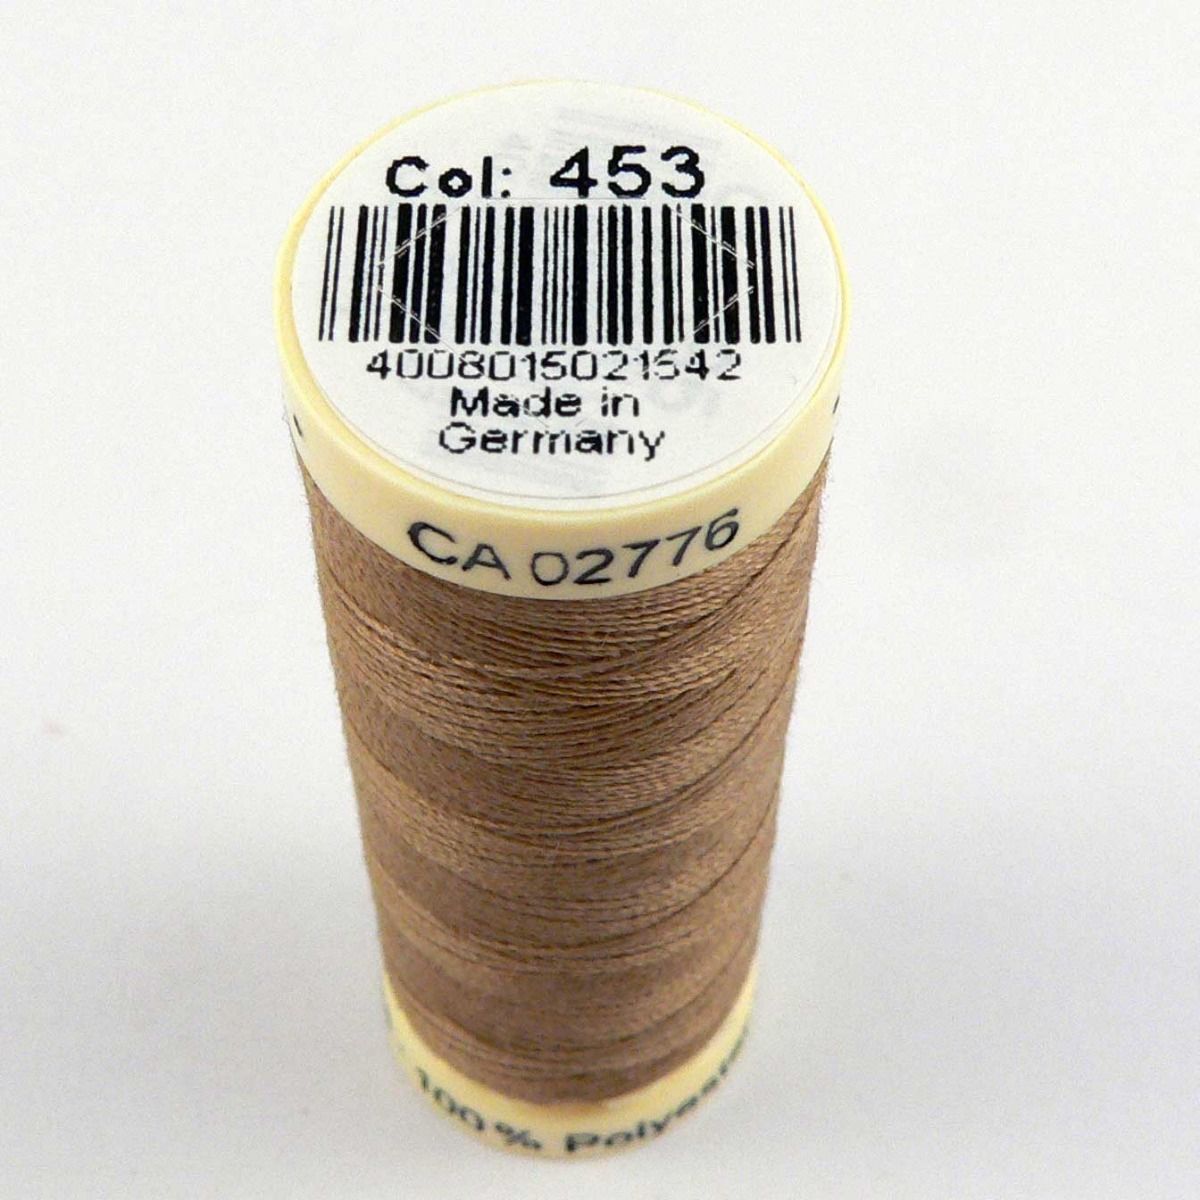 Col: 453
4008015021542
Made in
Germany
CA 02776
100% Polyester